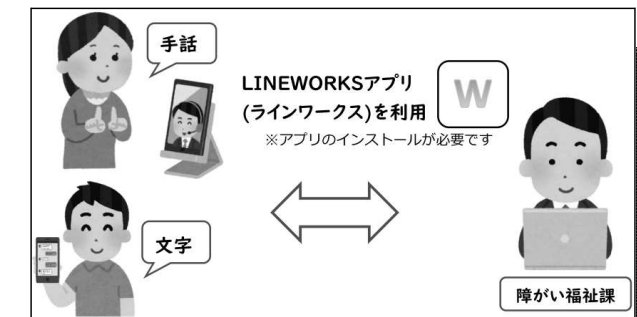 手話
LINEWORKSアプリ
(ラインワークス)を利用
W
※アプリのインストールが必要です
文字
障がい福祉課